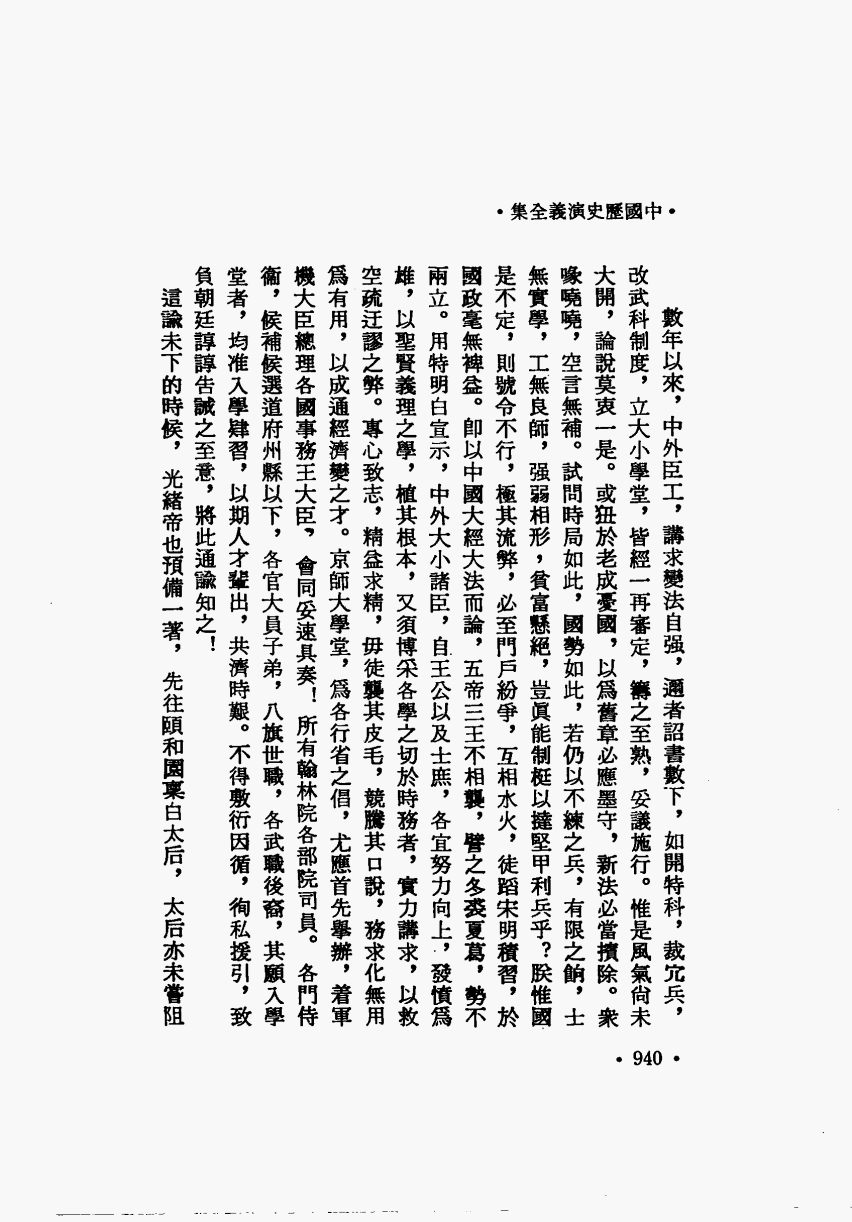 •中國歷史演義全集•
數年以來，中外臣工，講求變法自强，邇者詔書數下，如開特科，裁冗兵，
改武科制度，立大小學堂，皆經一再審定，籌之至熟，妥議施行。惟是風氣尙未
大開，論說莫衷一是。或狃於老成憂國，以爲舊章必應墨守，新法必當擯除。衆
喙嘵嘵，空言無補。試問時局如此，國勢如此，若仍以不練之兵，有限之餉，士
無實學，工無良師，强弱相形，貧富懸絕，豈眞能制梃以撻堅甲利兵乎？朕惟國
是不定，則號令不行，極其流弊，必至門戶紛爭，互相水火，徒蹈宋明積習，於
國政毫無裨益。卽以中國大經大法而論，五帝三王不相襲，譬之冬裘夏葛，勢不
兩立。用特明白宣示，中外大小諸臣，自王公以及士庶，各宜努力向上，發憤爲
雄，以聖賢義理之學，植其根本，又須博采各學之切於時務者，實力講求，以救
空疏迂謬之弊。專心致志，精益求精，毋徒襲其皮毛，競騰其口說，務求化無用
爲有用，以成通經濟變之才。京師大學堂，爲各行省之倡，尤應首先舉辦，着軍
機大臣總理各國事務王大臣，會同妥速具奏！所有翰林院各部院司員。各門侍
衞，候補候選道府州縣以下，各官大員子弟，八旗世職，各武職後裔，其願入學
堂者，均准入學肄習，以期人才輩出，共濟時艱。不得敷衍因循，徇私援引，致
負朝廷諄諄告誡之至意，將此通諭知之！
這諭未下的時候，光緒帝也預備一著，先往頤和園稟白太后，太后亦未嘗阻
•940•